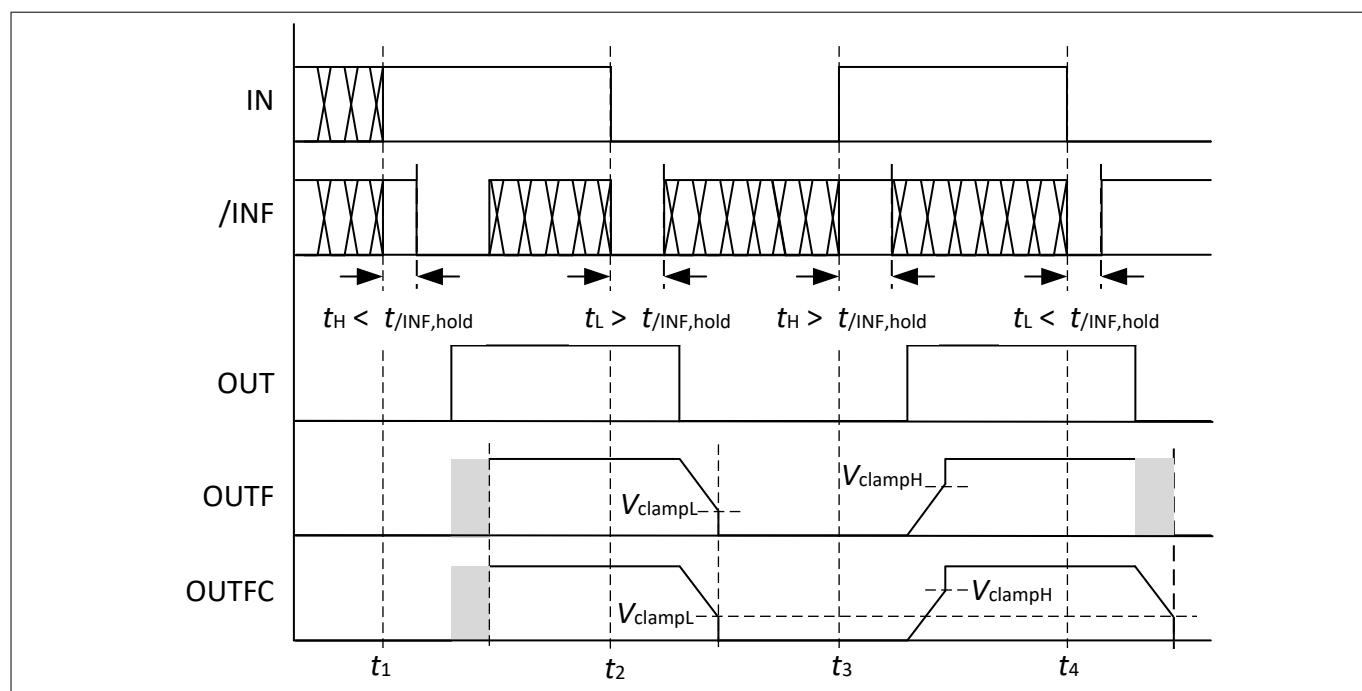 IN
/INF
tH < t/INF,hold
tL > t/INF,hold
tH > t/INF,hold
tL < t/INF,hold
OUT
OUTF
VclampL
VclampH
OUTFC
VclampL
VclampH
t1
t2
t3
t4